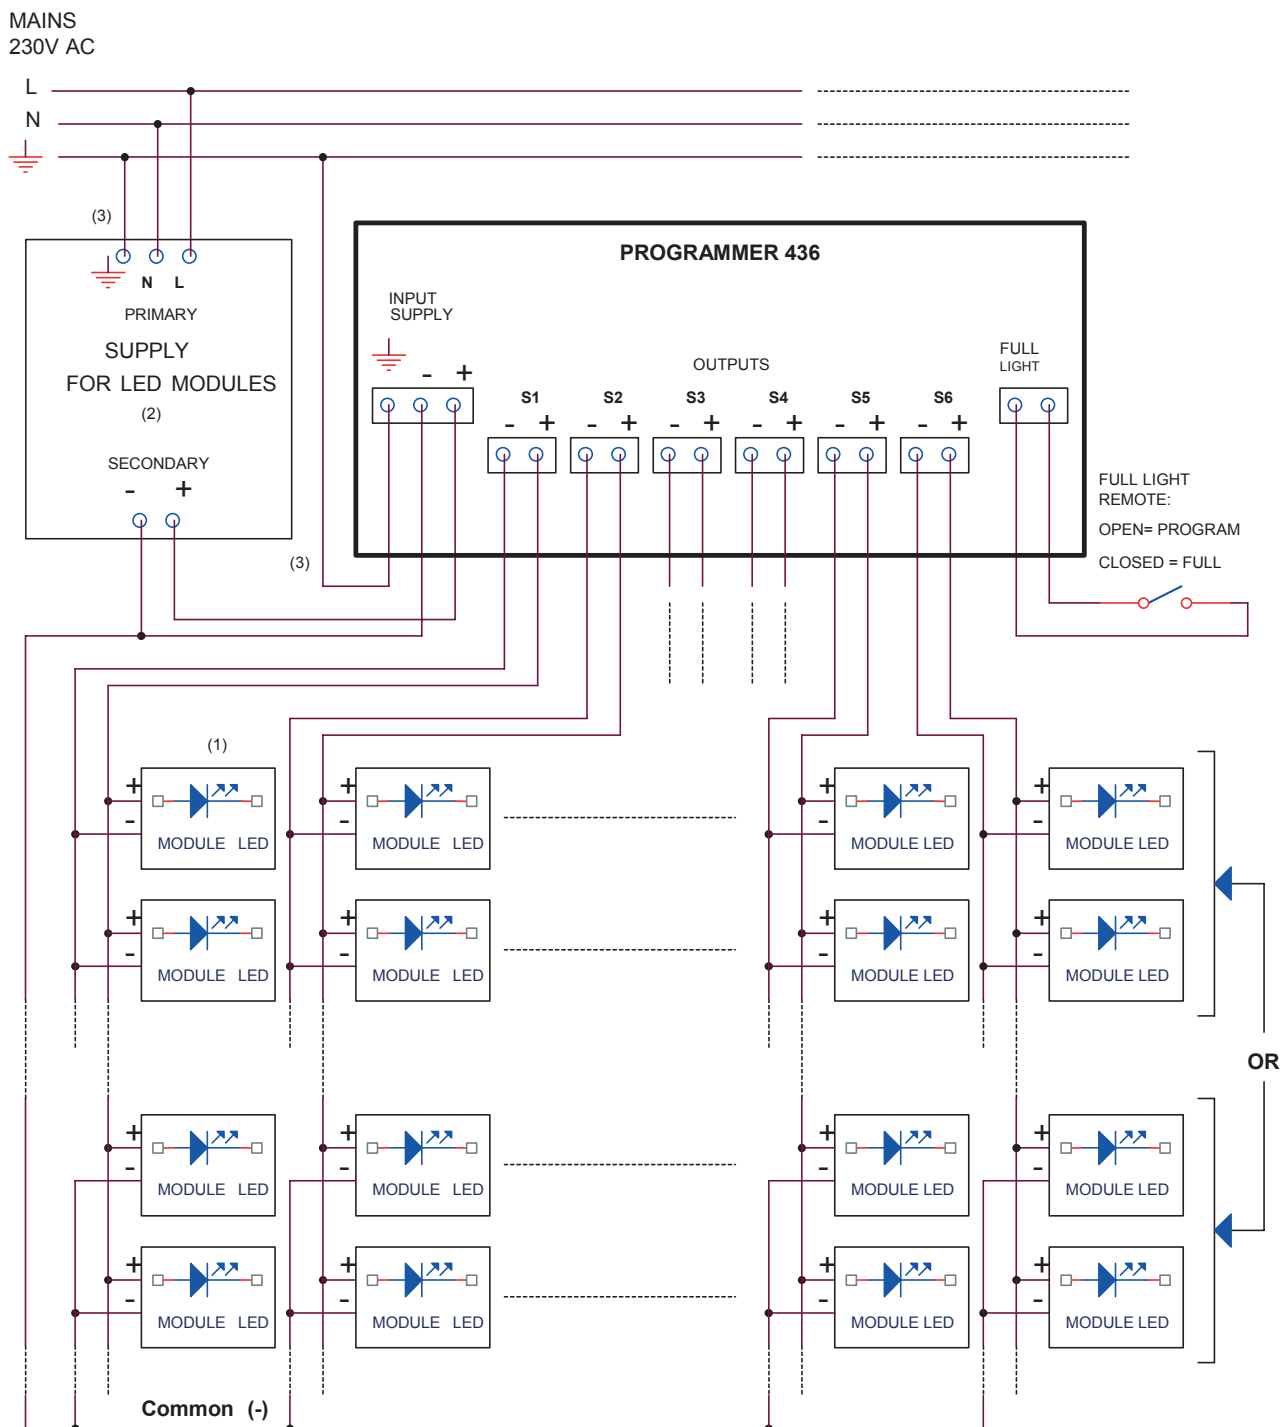 MAINS
230V AC
L
N
(3)
N L
PRIMARY
SUPPLY
FOR LED MODULES
(2)
SECONDARY
- +
(3)
PROGRAMMER 436
INPUT
SUPPLY
- +
OUTPUTS
S1 S2 S3 S4 S5 S6
- + - + - + - + - + - +
FULL
LIGHT
FULL LIGHT
REMOTE:
OPEN= PROGRAM
CLOSED = FULL
(1)
+ + + +
- - - -
MODULE LED MODULE LED MODULE LED MODULE LED
+ + + +
- - - -
MODULE LED MODULE LED MODULE LED MODULE LED
OR
+ + + +
- - - -
MODULE LED MODULE LED MODULE LED MODULE LED
+ + + +
- - - -
MODULE LED MODULE LED MODULE LED MODULE LED
Common (-)